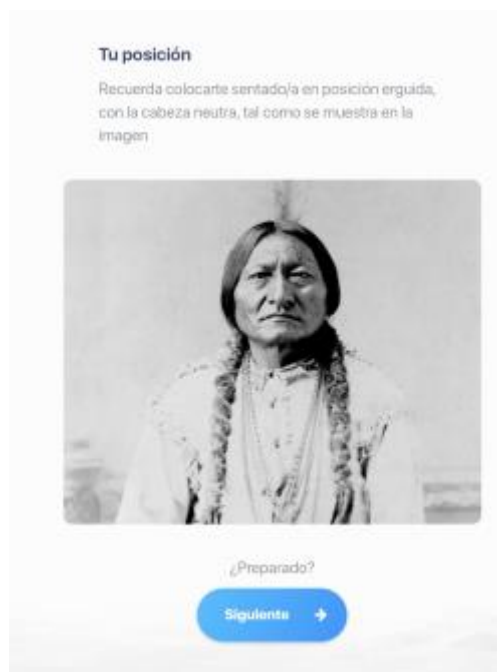 Tu posición
Recuerda colocarte sentado/a en posición erguida,
con la cabeza neutra, tal como se muestra en la
imagen
¿Preparado?
Siguiente